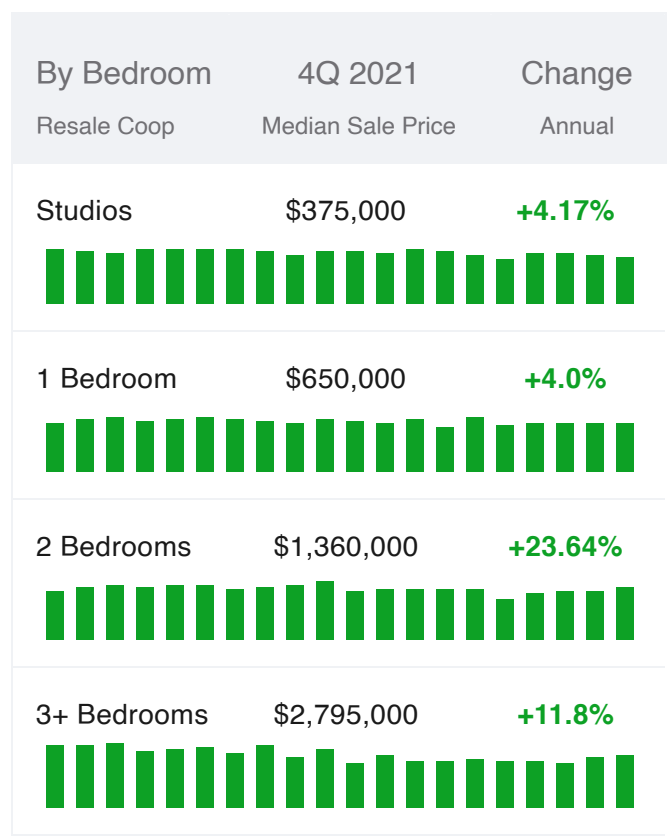 By Bedroom 4Q 2021 Change
Resale Coop Median Sale Price Annual
Studios $375,000 +4.17%
1 Bedroom $650,000 +4.0%
2 Bedrooms $1,360,000 +23.64%
3+ Bedrooms $2,795,000 +11.8%